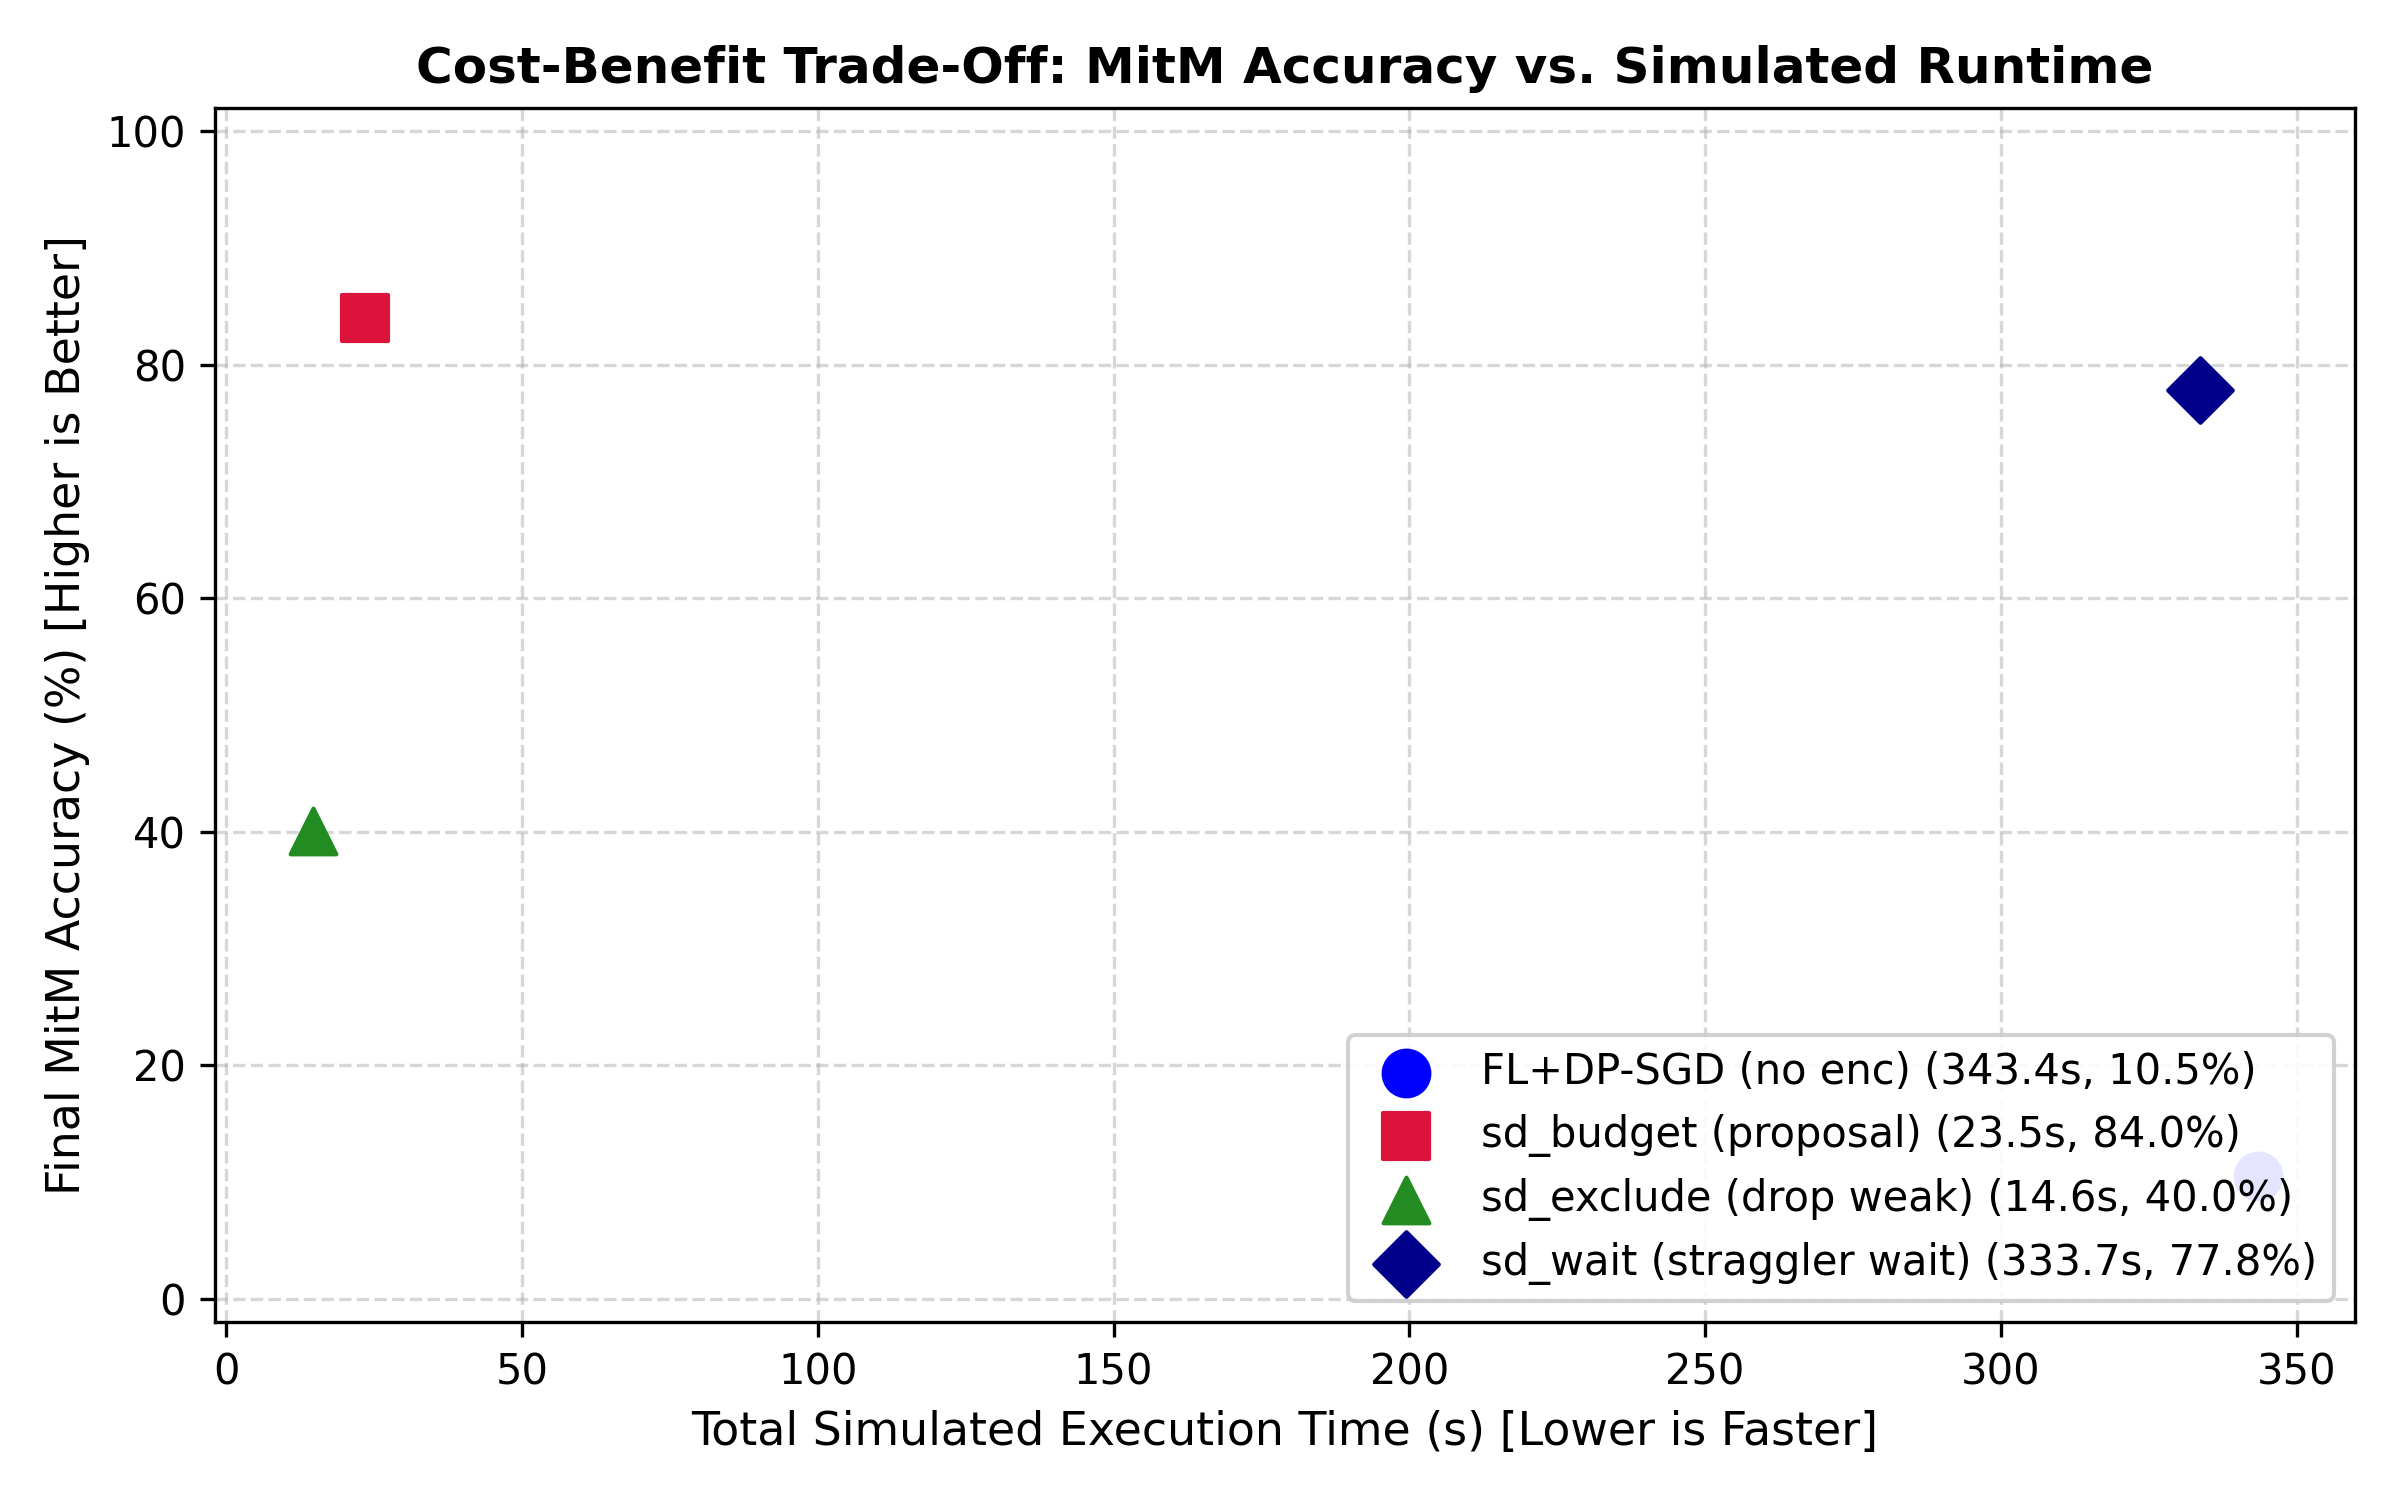 Cost-Benefit Trade-Off: MitM Accuracy vs. Simulated Runtime
Final MitM Accuracy (%) [Higher is Better]
100
80
60
40
20
0
FL+DP-SGD (no enc) (343.4s, 10.5%)
sd_budget (proposal) (23.5s, 84.0%)
sd_exclude (drop weak) (14.6s, 40.0%)
sd_wait (straggler wait) (333.7s, 77.8%)
0 50 100 150 200 250 300 350
Total Simulated Execution Time (s) [Lower is Faster]